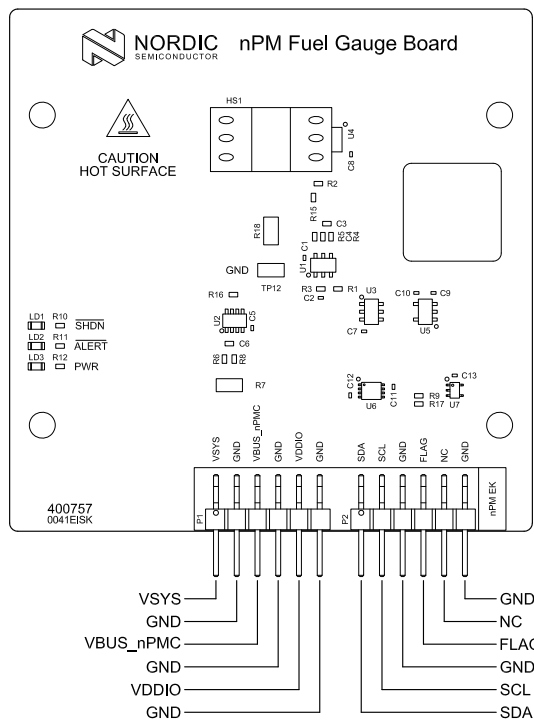 NORDIC
SEMICONDUCTOR
nPM Fuel Gauge Board
HS1
U4
C8
CAUTION
HOT SURFACE
R2
R15
C3
R18
R5
C4
R4
C1
U1
GND
TP12
R3
R1
C2
R16
C10
C9
U3
U2
C5
C7
U5
LD1
R10
SHDN
LD2
R11
ALERT
LD3
R12
PWR
C6
R6
R8
R7
C12
C11
U6
R9
R17
C13
U7
VSYS
GND
VBUS_nPMC
GND
VDDIO
GND
SDA
SCL
GND
FLAG
NC
GND
P1
P2
nPM EK
400757
0041EISK
VSYS
GND
VBUS_nPMC
GND
VDDIO
GND
GND
NC
FLAG
GND
SCL
SDA